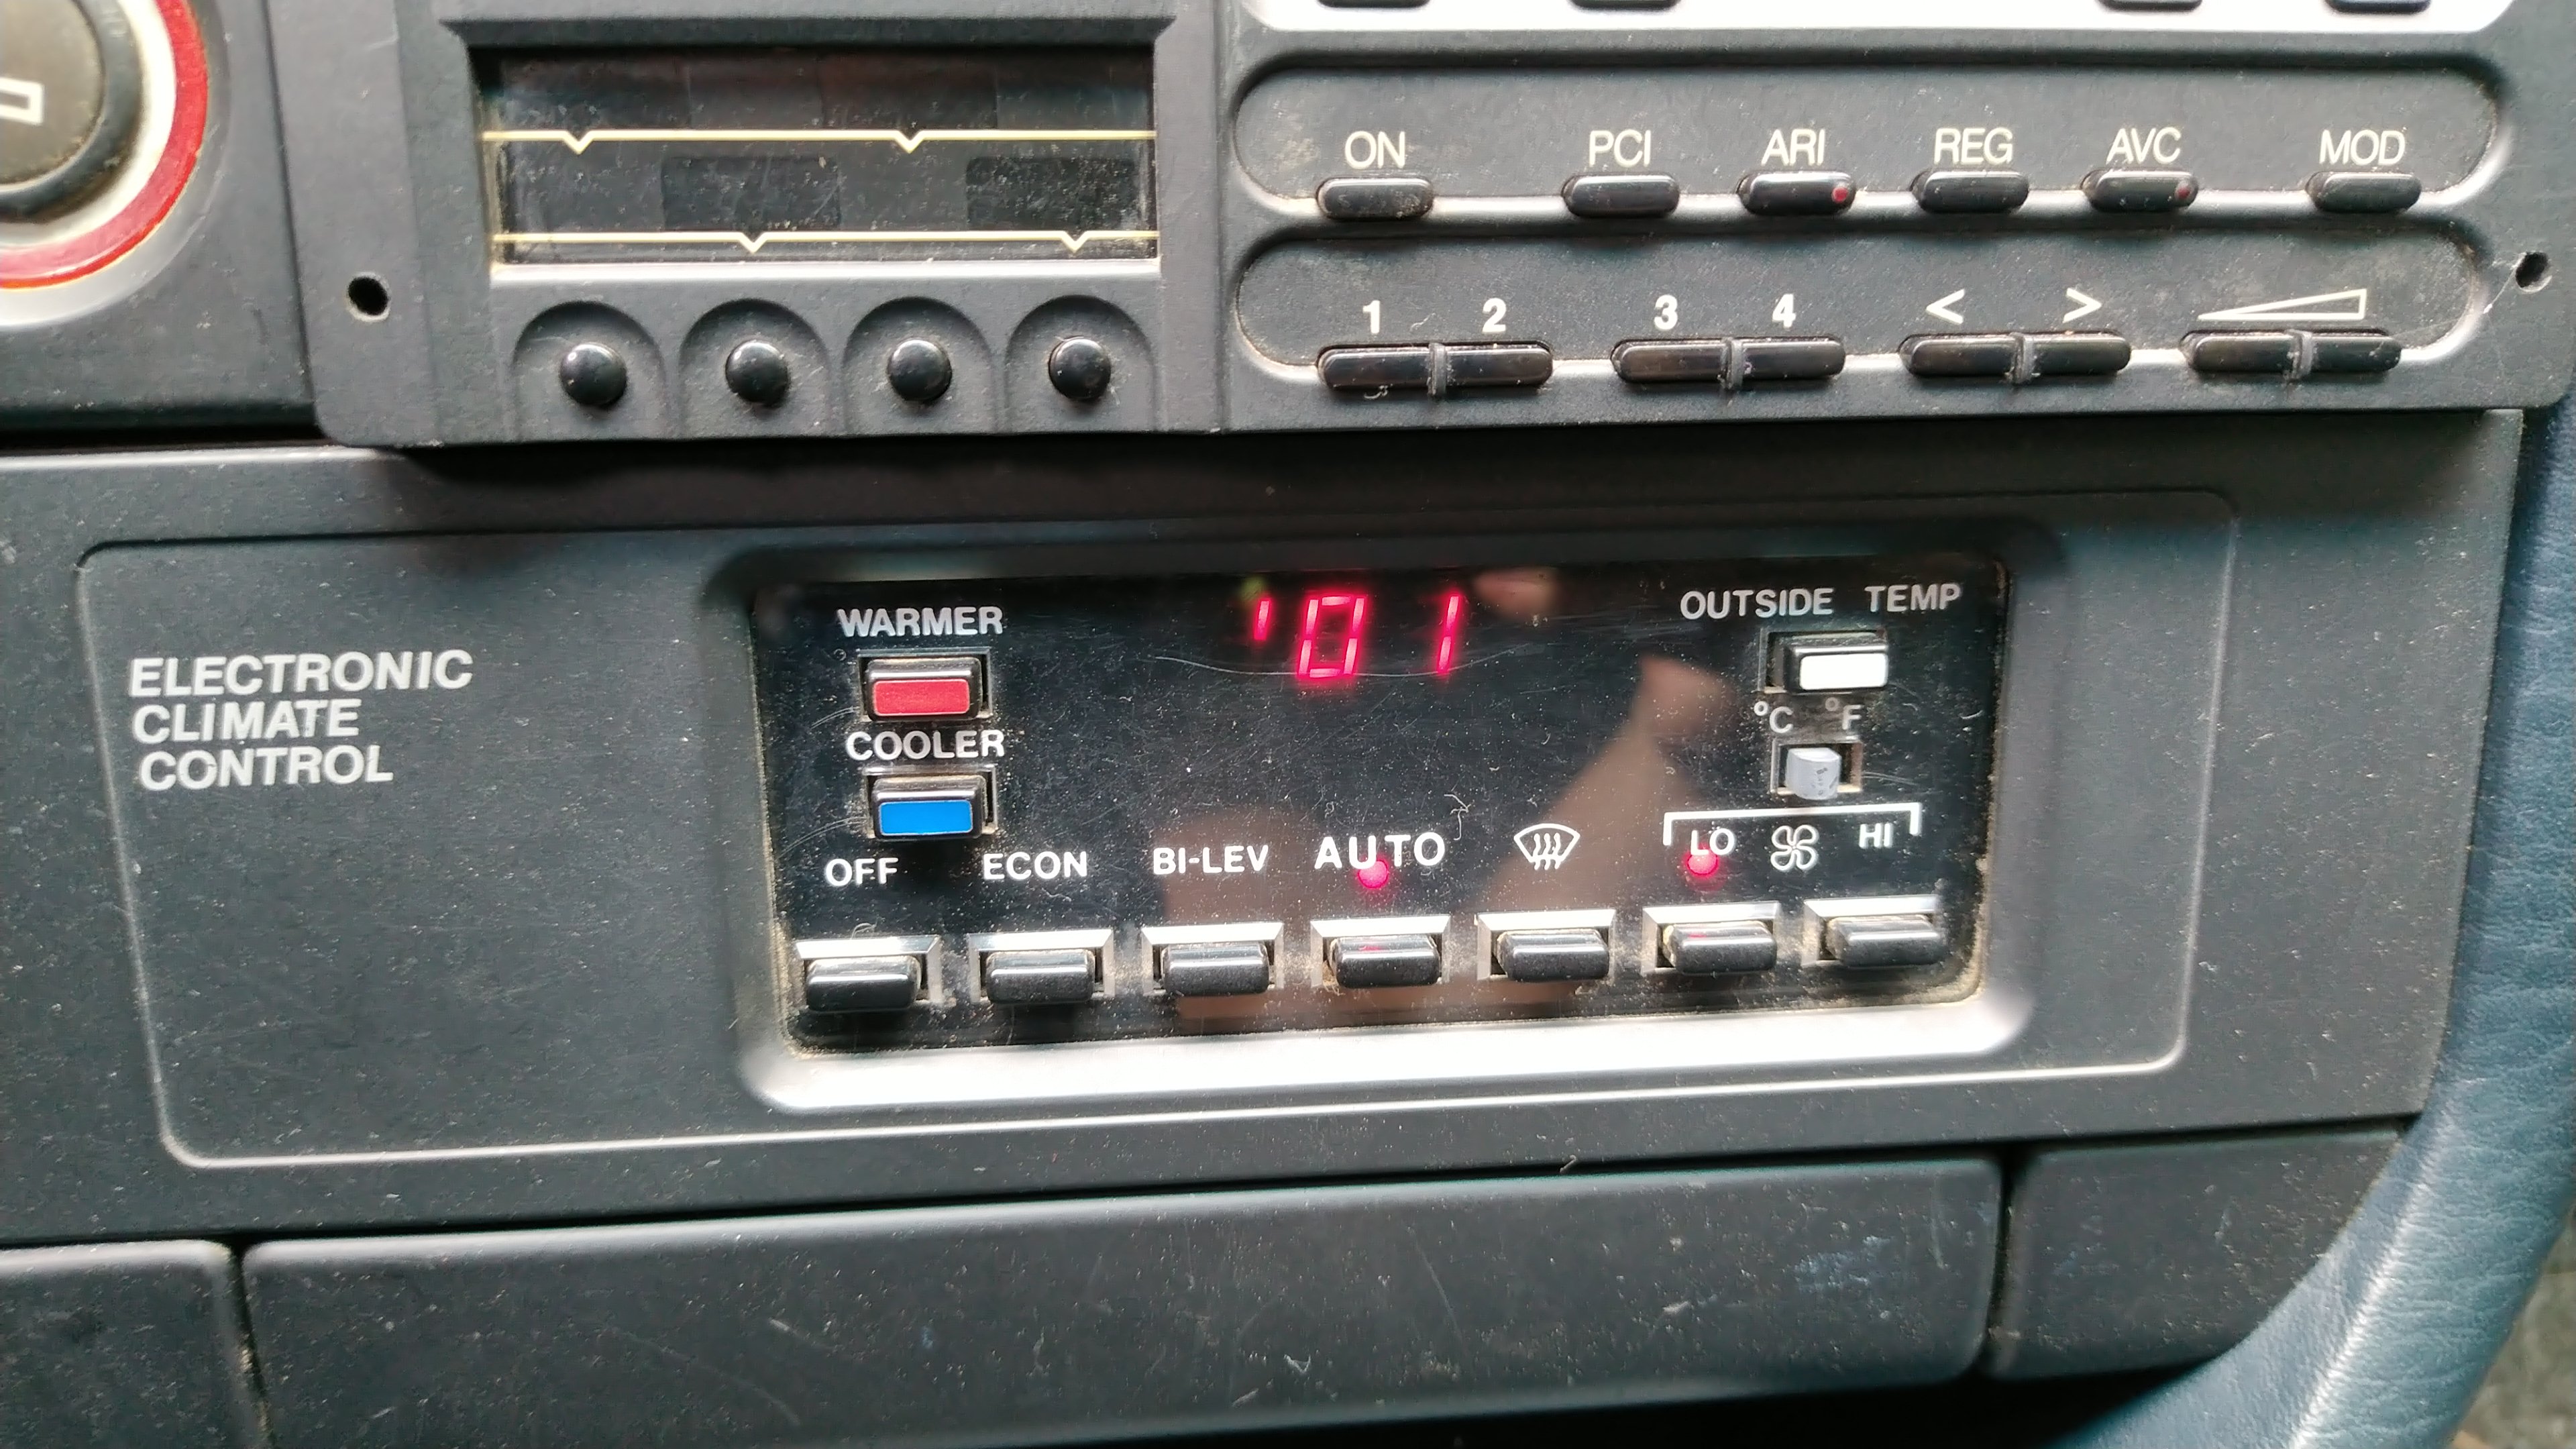 ON PCI ARI REG AVC MOD
1 2 3 4 < >
ELECTRONIC
CLIMATE
CONTROL
WARMER
COOLER
'01
OUTSIDE TEMP
°C °F
OFF ECON BI-LEV AUTO LO HI